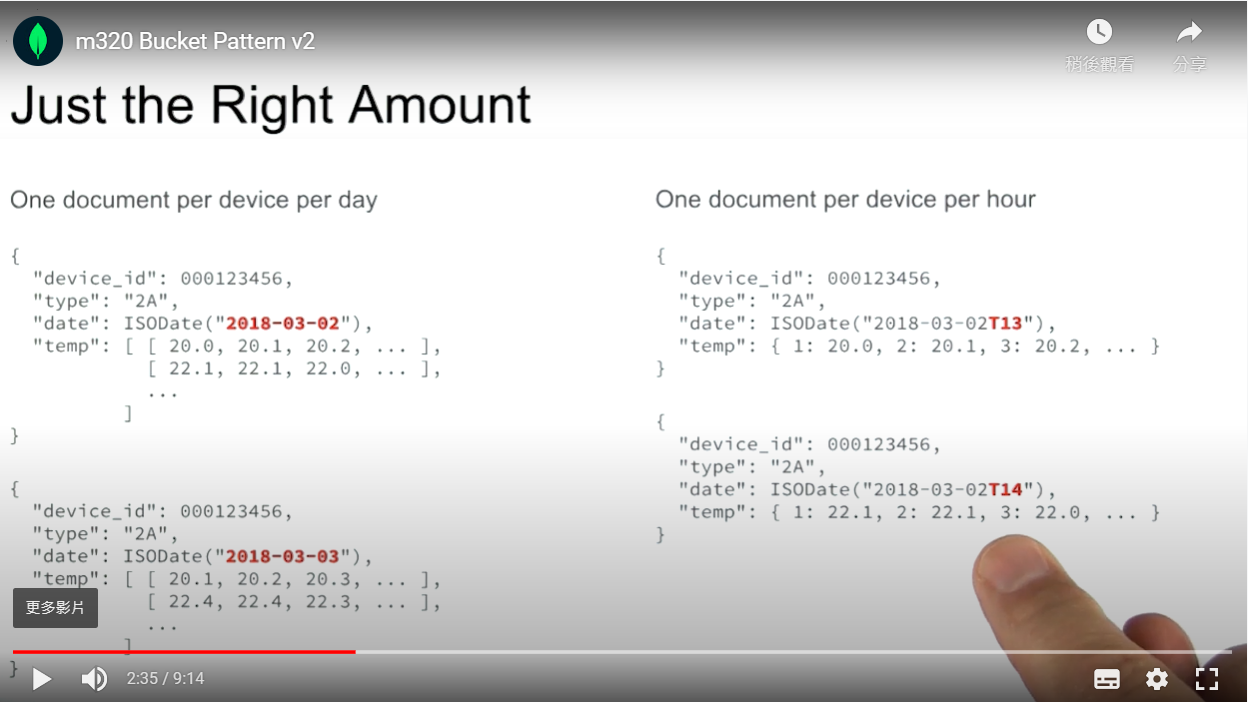 m320 Bucket Pattern v2
稍後觀看
分享
Just the Right Amount
One document per device per day
{
"device_id": 000123456,
"type": "2A",
"date": ISODate("2018-03-02"),
"temp": [ [ 20.0, 20.1, 20.2, ... ],
[ 22.1, 22.1, 22.0, ... ],
...
]
}
{
"device_id": 000123456,
"type": "2A",
"date": ISODate("2018-03-03"),
"temp": [ [ 20.1, 20.2, 20.3, ... ],
[ 22.4, 22.4, 22.3, ... ],
...
]
}
One document per device per hour
{
"device_id": 000123456,
"type": "2A",
"date": ISODate("2018-03-02T13"),
"temp": { 1: 20.0, 2: 20.1, 3: 20.2, ... }
}
{
"device_id": 000123456,
"type": "2A",
"date": ISODate("2018-03-02T14"),
"temp": { 1: 22.1, 2: 22.1, 3: 22.0, ... }
}
更多影片
2:35 / 9:14